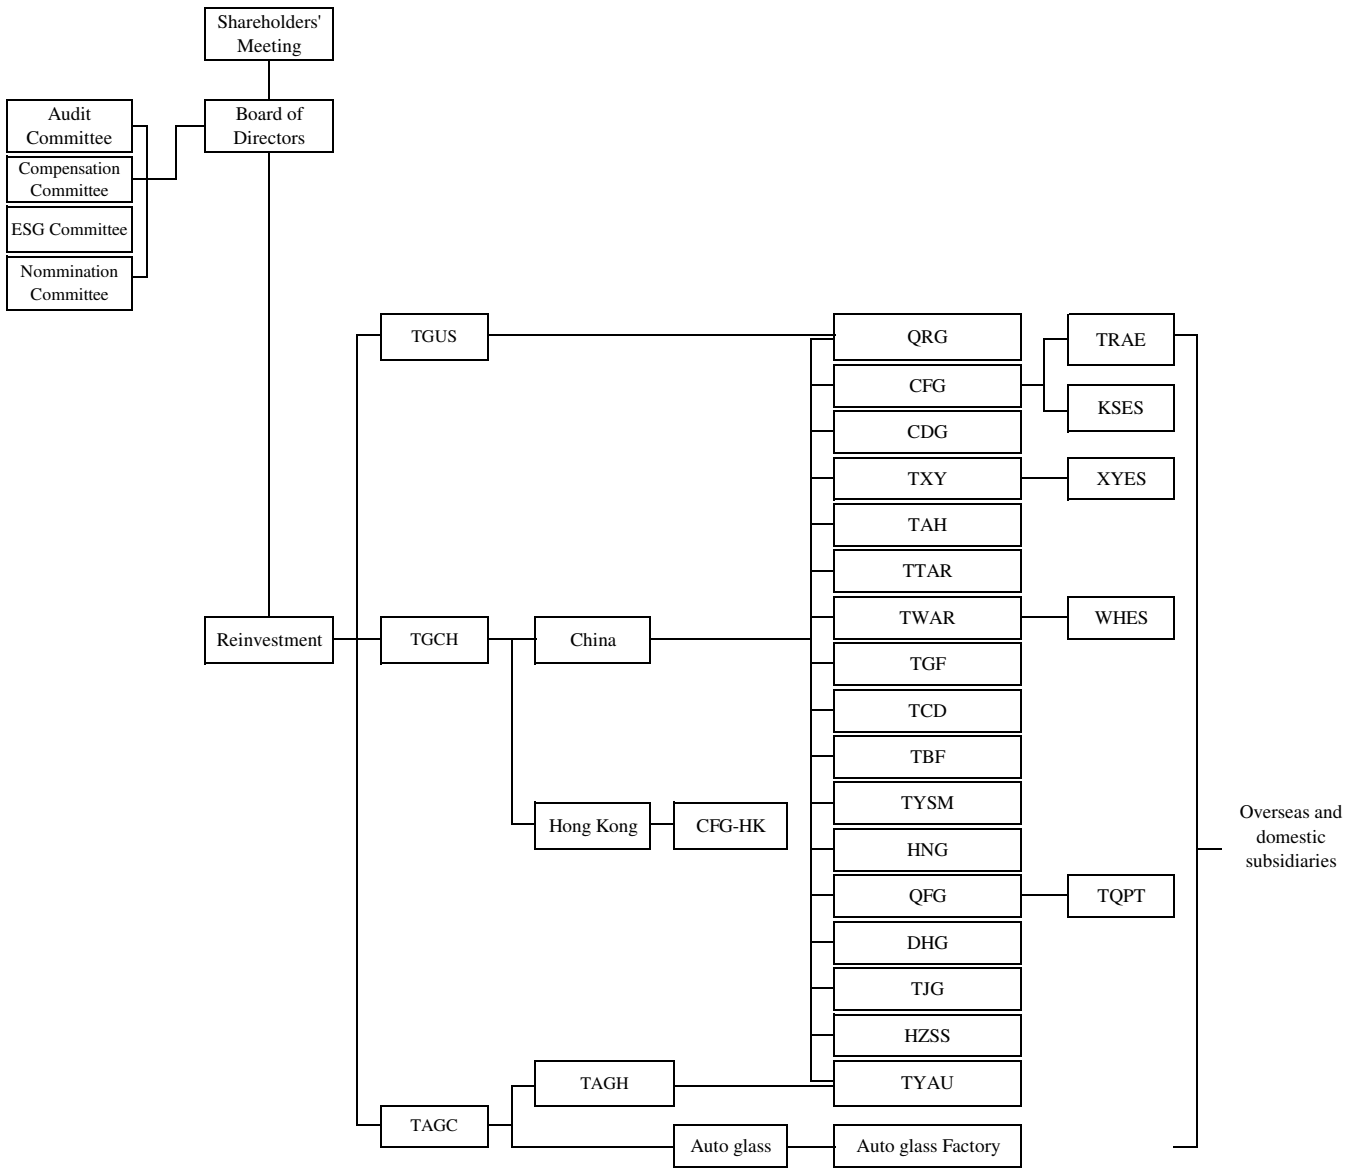 Shareholders'
Meeting
Audit
Committee
Board of
Directors
Compensation
Committee
ESG Committee
Nommination
Committee
TGUS
QRG
TRAE
CFG
KSES
CDG
TXY
XYES
TAH
TTAR
TWAR
WHES
Reinvestment
TGCH
China
TGF
TCD
TBF
TYSM
Hong Kong
CFG-HK
Overseas and
domestic
subsidiaries
HNG
QFG
TQPT
DHG
TJG
HZSS
TAGH
TYAU
TAGC
Auto glass
Auto glass Factory